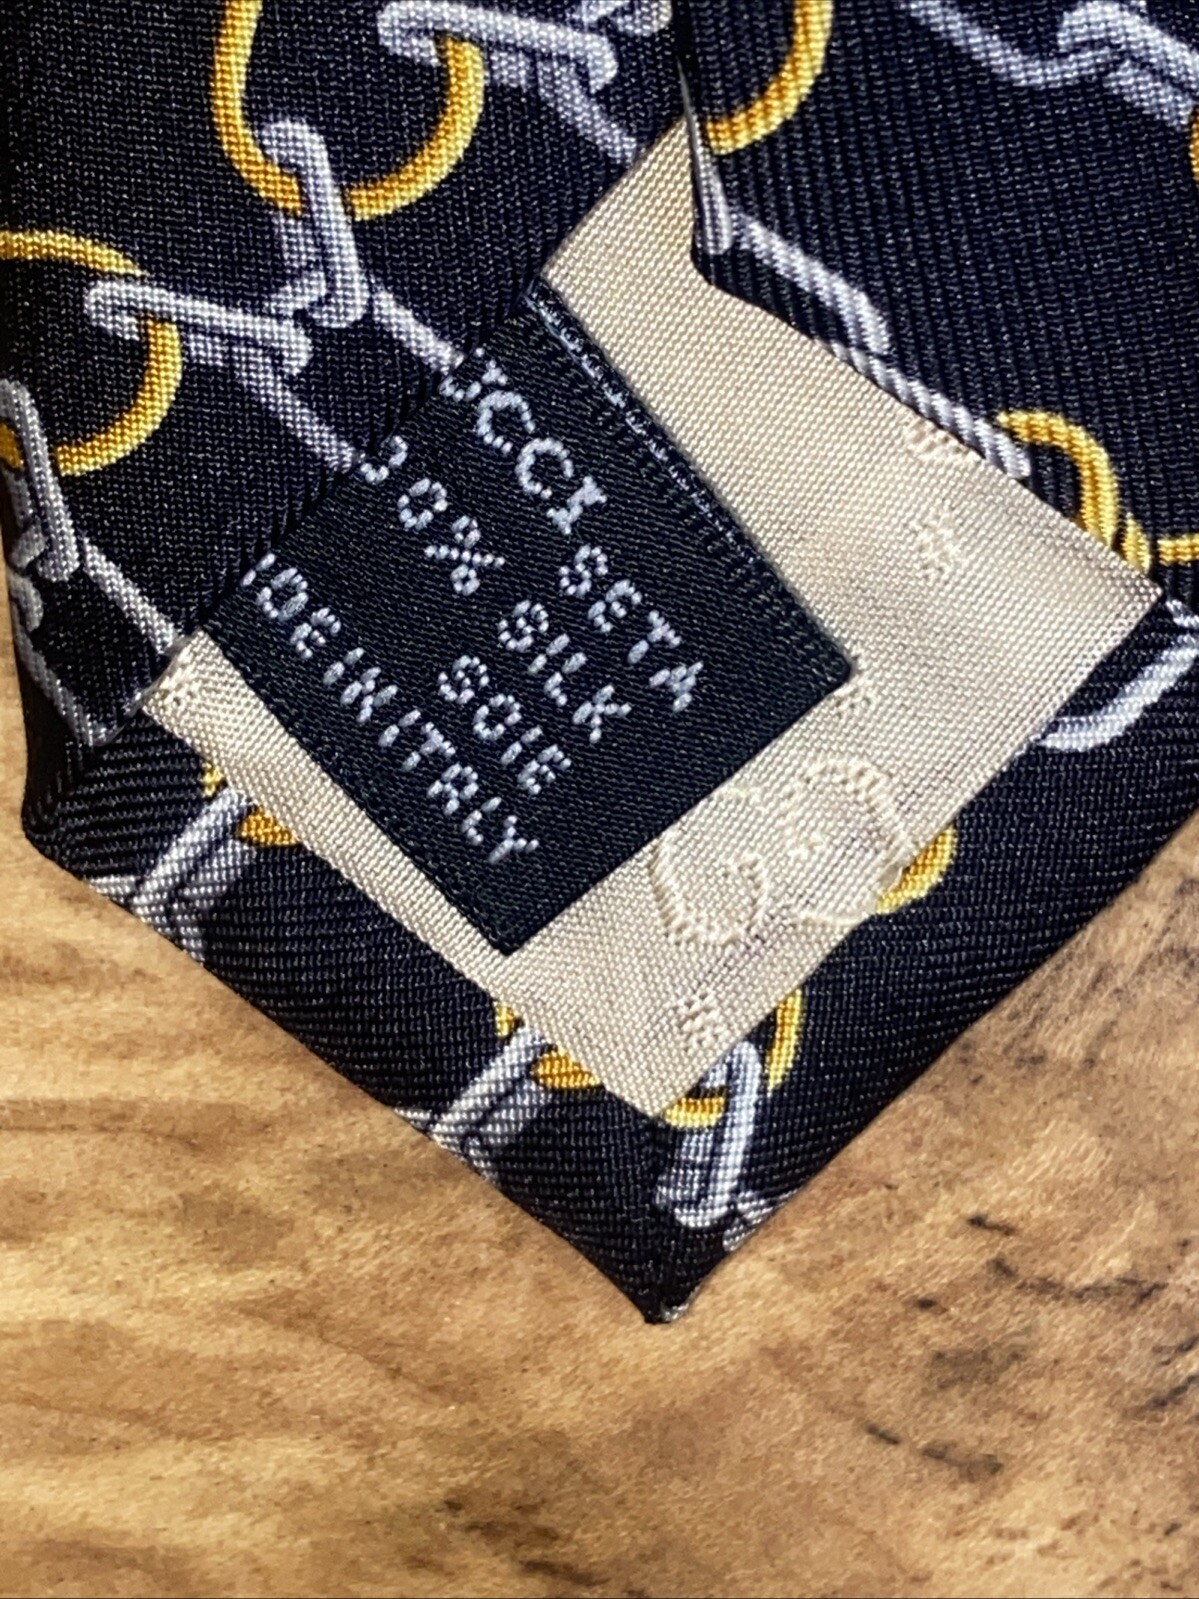 UCCI SETA
00% SILK
SOIE
DE IN ITALY